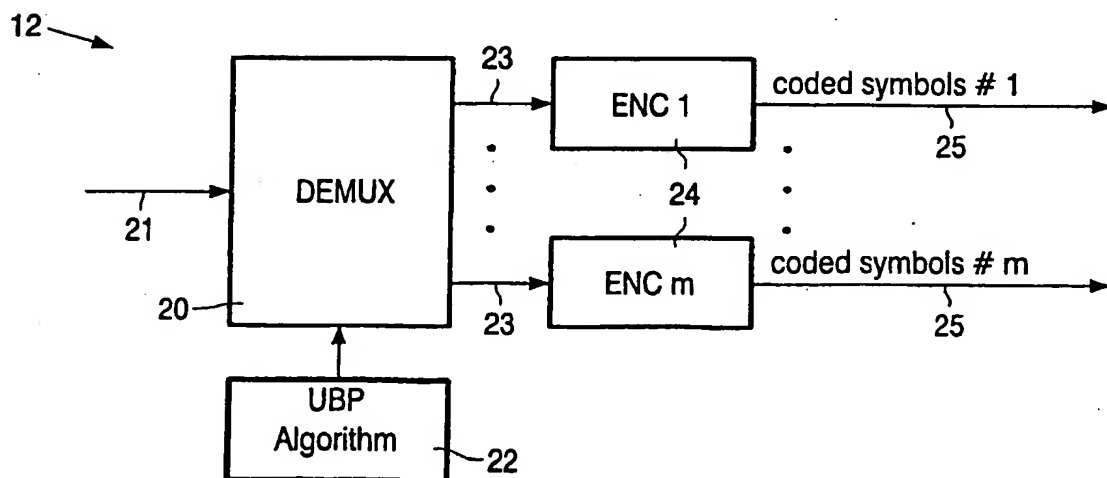 12
23
ENC 1
coded symbols # 1
25
DEMUX
24
21
20
23
ENC m
coded symbols # m
25
UBP
Algorithm
22